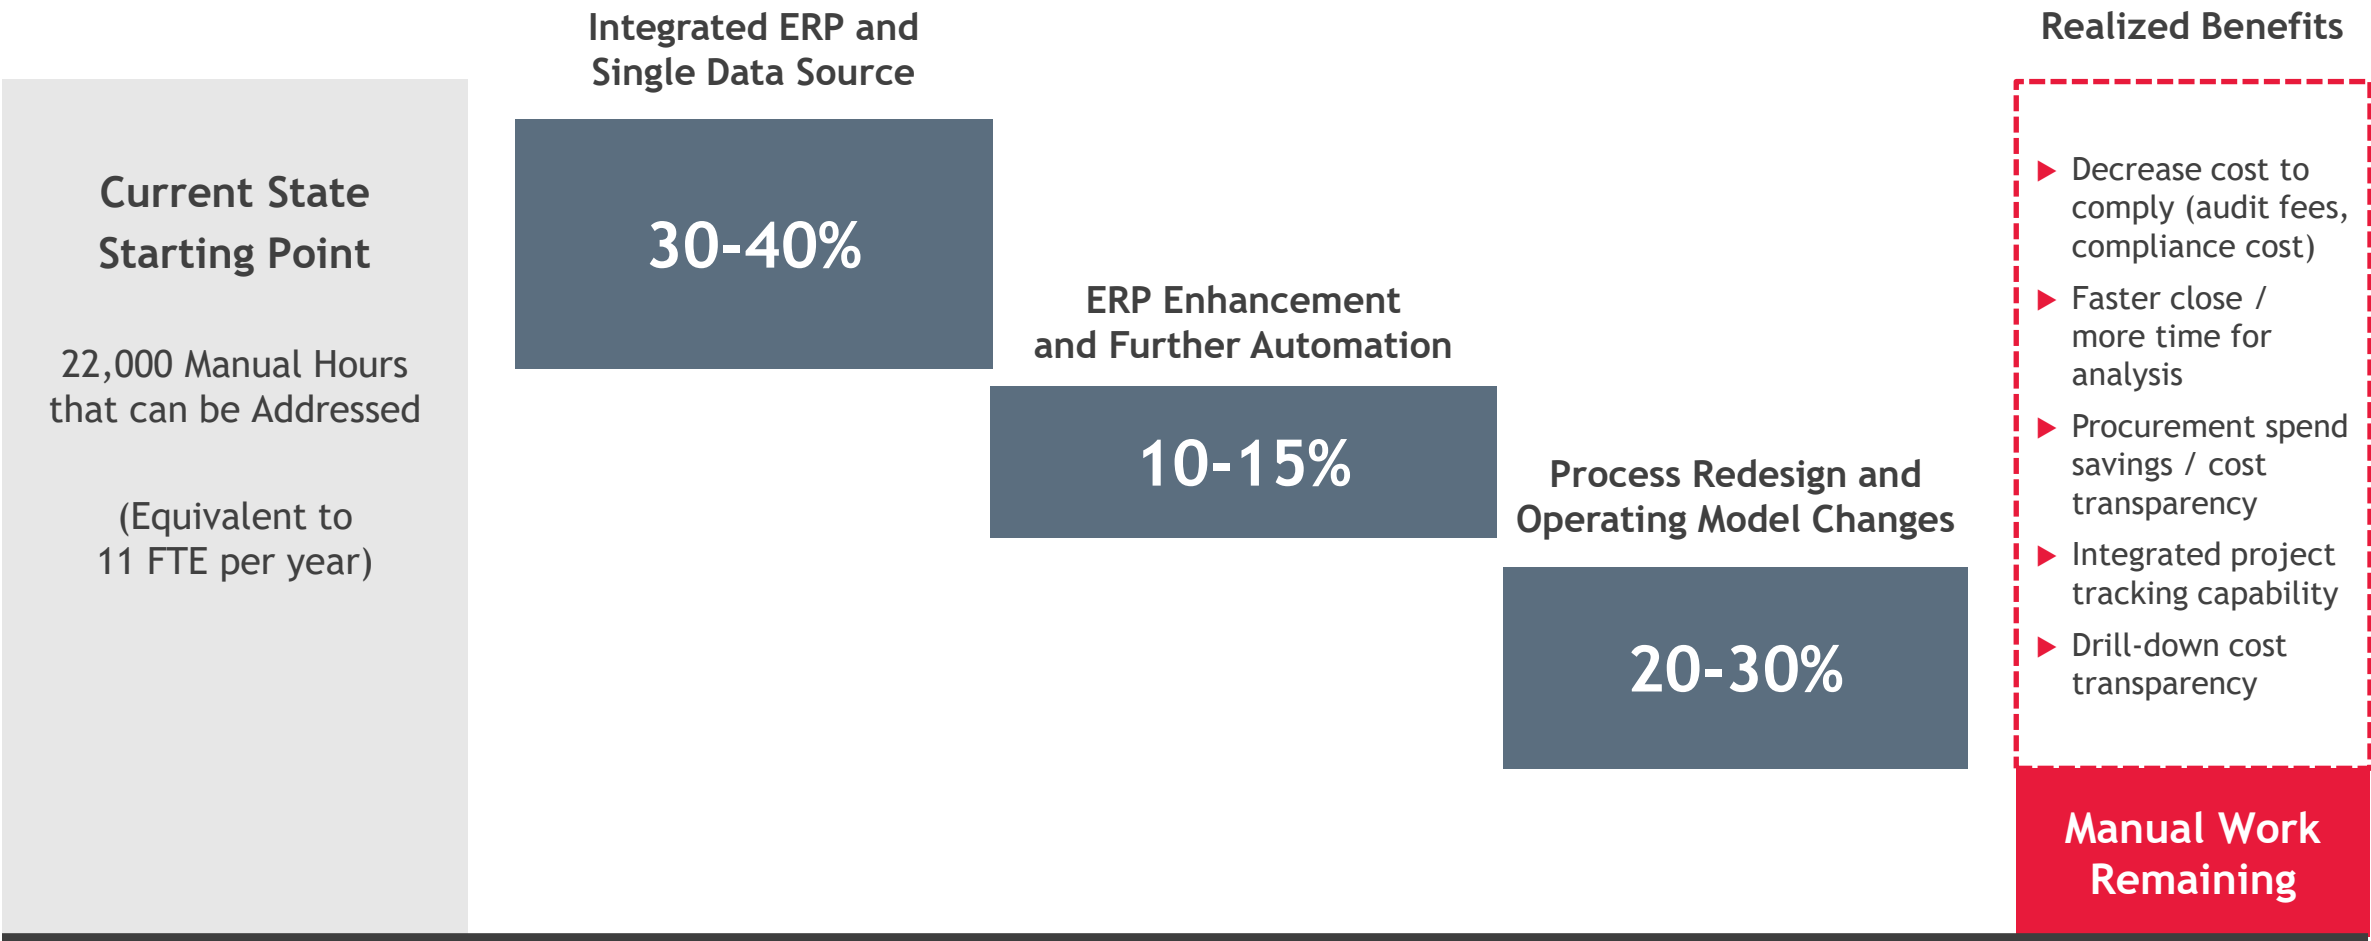 Current State
Starting Point
22,000 Manual Hours
that can be Addressed
(Equivalent to
11 FTE per year)
Integrated ERP and
Single Data Source
30-40%
ERP Enhancement
and Further Automation
10-15%
Process Redesign and
Operating Model Changes
20-30%
Realized Benefits
Decrease cost to
comply (audit fees,
compliance cost)
Faster close /
more time for
analysis
Procurement spend
savings / cost
transparency
Integrated project
tracking capability
Drill-down cost
transparency
Manual Work
Remaining